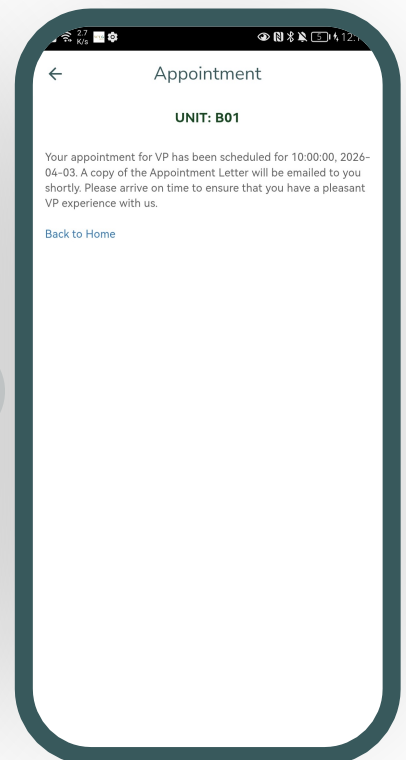 2.7
K/s
5
Appointment
UNIT: B01
Your appointment for VP has been scheduled for 10:00:00, 2026-
04-03. A copy of the Appointment Letter will be emailed to you
shortly. Please arrive on time to ensure that you have a pleasant
VP experience with us.
Back to Home